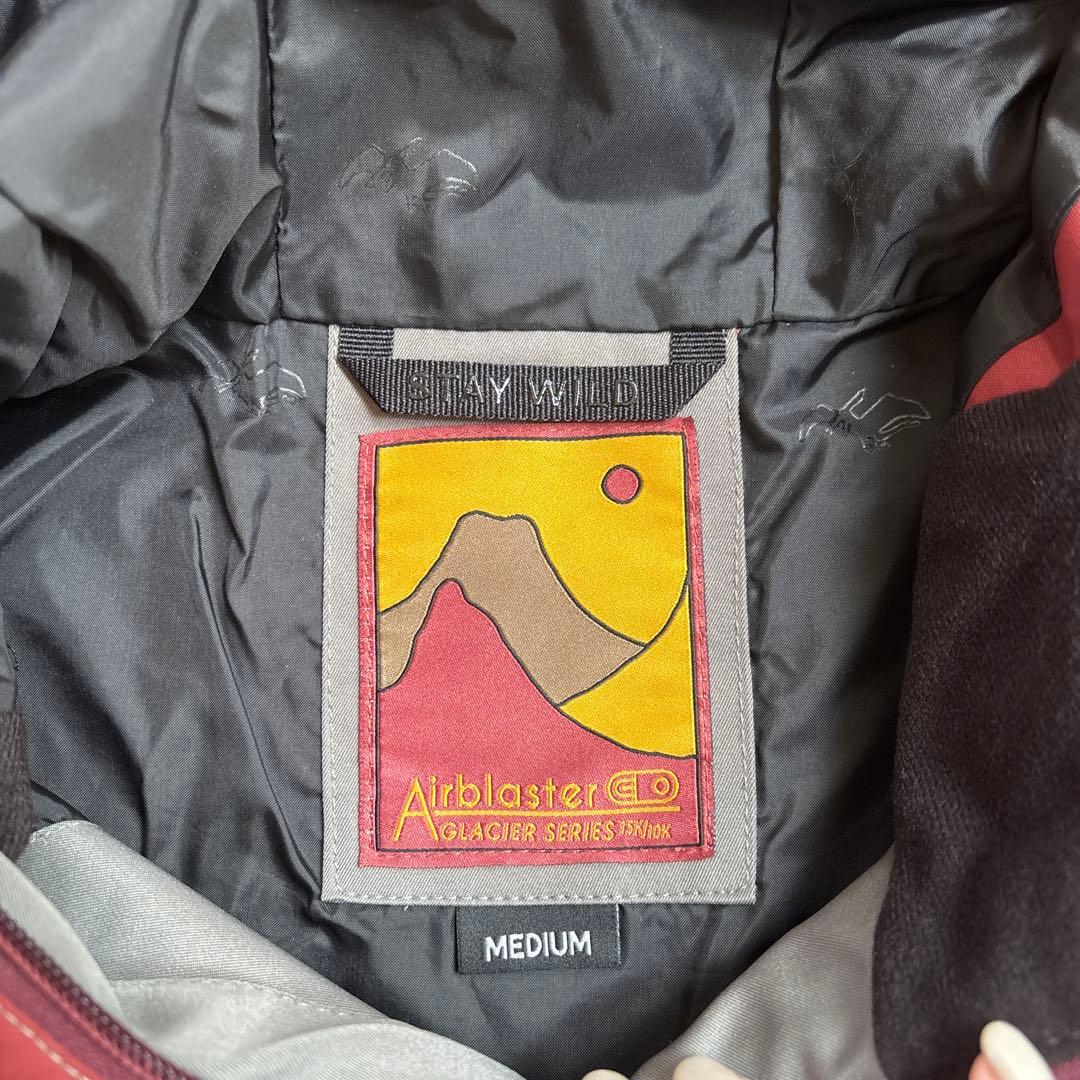 STAY WILD
Airblaster
GLACIER SERIES 15K/10K
MEDIUM